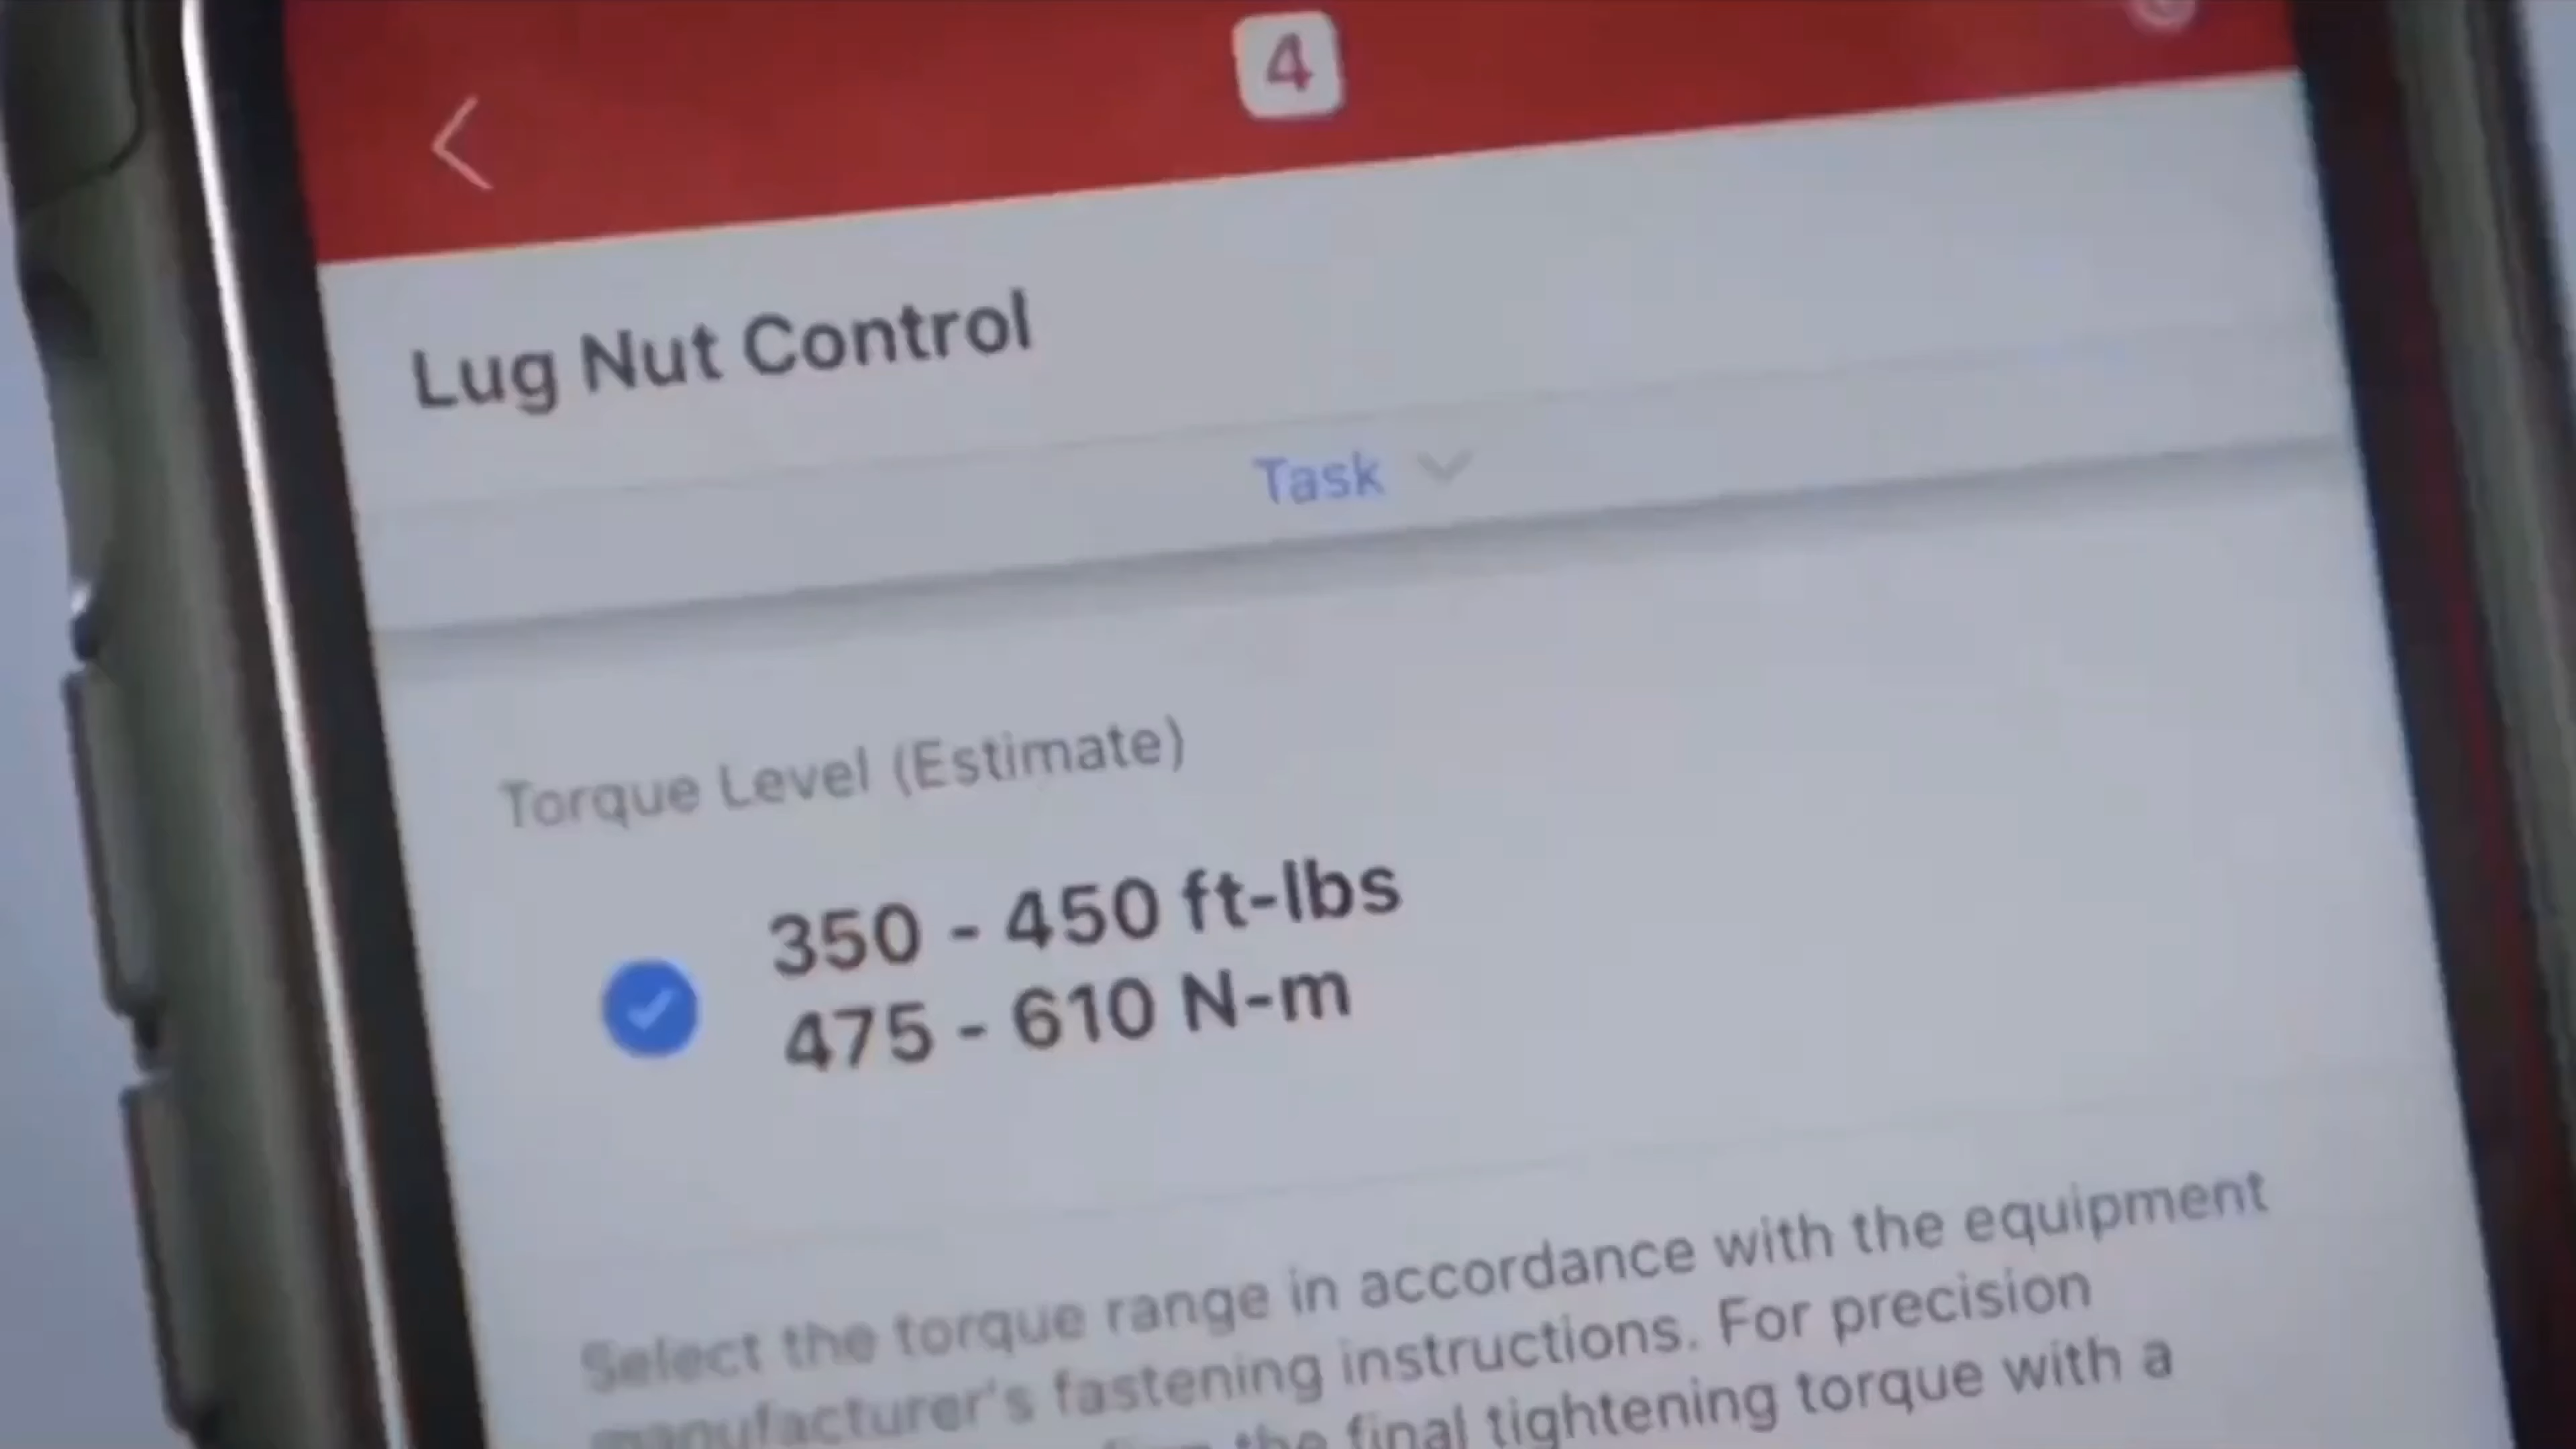 4
Lug Nut Control
Task
Torque Level (Estimate)
350 - 450 ft-lbs
475 - 610 N-m
Select the torque range in accordance with the equipment
manufacturer's fastening instructions. For precision
the final tightening torque with a